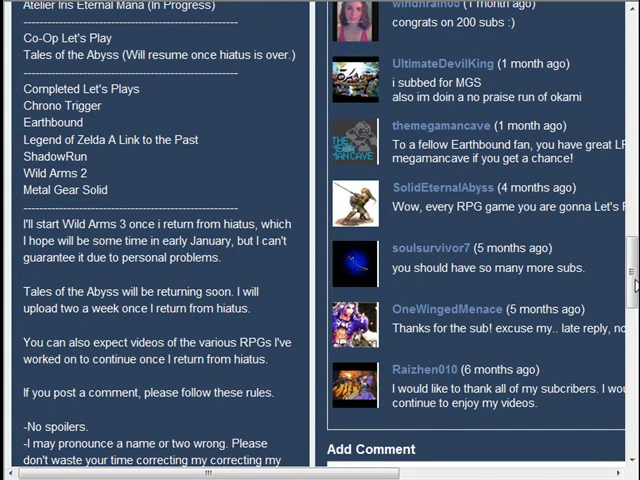 Atelier Iris Eternal Mana (In Progress)
-------------------------------------------
Co-Op Let's Play
Tales of the Abyss (Will resume once hiatus is over.)
-------------------------------------------
Completed Let's Plays
Chrono Trigger
Earthbound
Legend of Zelda A Link to the Past
ShadowRun
Wild Arms 2
Metal Gear Solid
-------------------------------------------
I'll start Wild Arms 3 once i return from hiatus, which
I hope will be some time in early January, but I can't
guarantee it due to personal problems.
Tales of the Abyss will be returning soon. I will
upload two a week once I return from hiatus.
You can also expect videos of the various RPGs I've
worked on to continue once I return from hiatus.
If you post a comment, please follow these rules.
-No spoilers.
-I may pronounce a name or two wrong. Please
don't waste your time correcting my correcting my
windrain05 (1 month ago)
congrats on 200 subs :)
UltimateDevilKing (1 month ago)
i subbed for MGS
also im doin a no praise run of okami
THE
MEGA
MAN CAVE
themegamancave (1 month ago)
To a fellow Earthbound fan, you have great LP
megamancave if you get a chance!
SolidEternalAbyss (4 months ago)
Wow, every RPG game you are gonna Let's P
soulsurvivor7 (5 months ago)
you should have so many more subs.
OneWingedMenace (5 months ago)
Thanks for the sub! excuse my.. late reply, no
Raizhen010 (6 months ago)
I would like to thank all of my subcribers. I wou
continue to enjoy my videos.
Add Comment